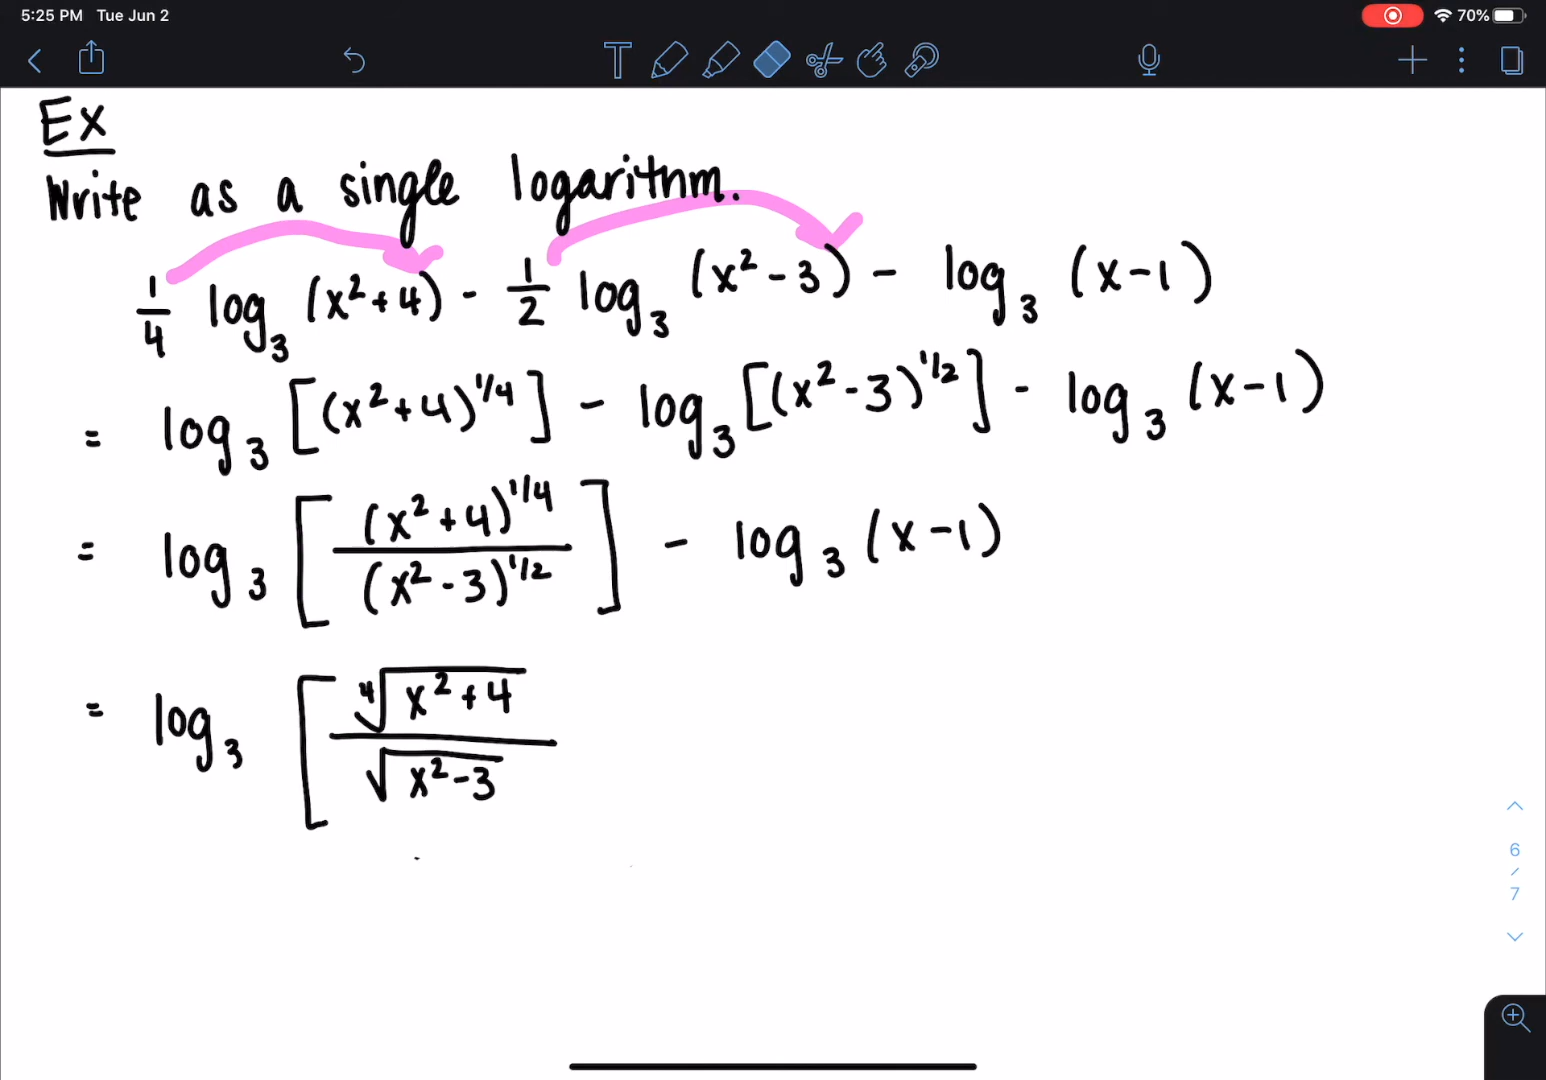 5:25 PM Tue Jun 2 70%
Ex
Write as a single logarithm.
1/4 log₃ (x²+4) - 1/2 log₃ (x²-3) - log₃ (x-1)
= log₃ [(x²+4)^1/4] - log₃ [(x²-3)^1/2] - log₃ (x-1)
= log₃ [ (x²+4)^1/4 / (x²-3)^1/2 ] - log₃ (x-1)
= log₃ [ ∜(x²+4) / √(x²-3)
6
/
7